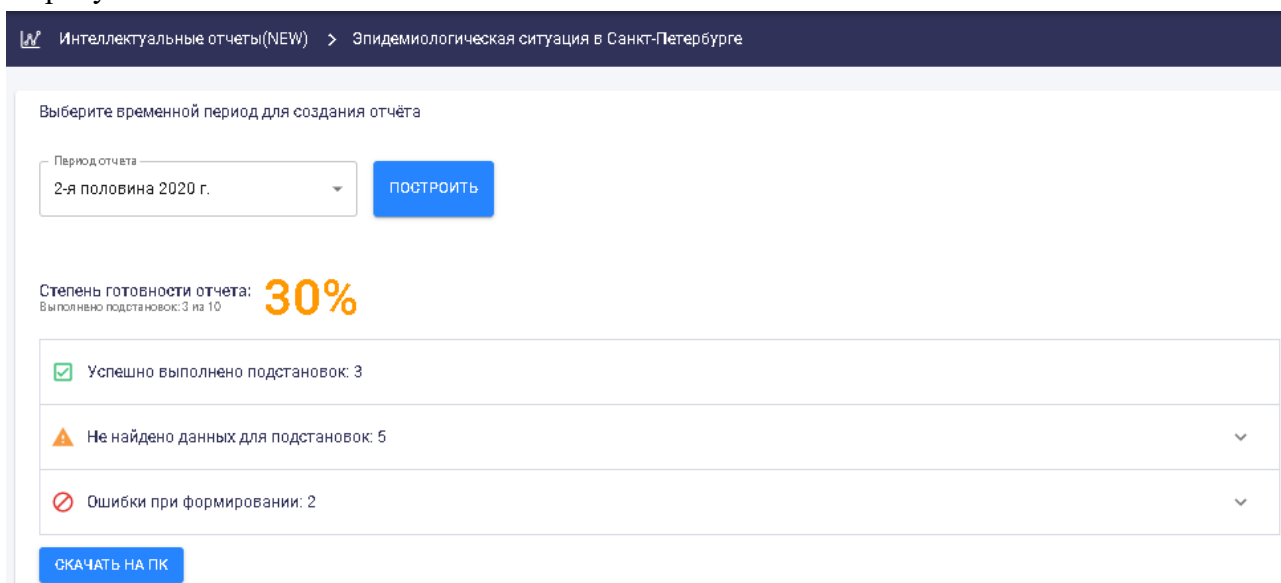 Интеллектуальные отчеты(NEW) > Эпидемиологическая ситуация в Санкт-Петербурге
Выберите временной период для создания отчёта
Период отчета
2-я половина 2020 г.
ПОСТРОИТЬ
Степень готовности отчета: 30%
Выполнено подстановок: 3 из 10
Успешно выполнено подстановок: 3
Не найдено данных для подстановок: 5
Ошибки при формировании: 2
СКАЧАТЬ НА ПК